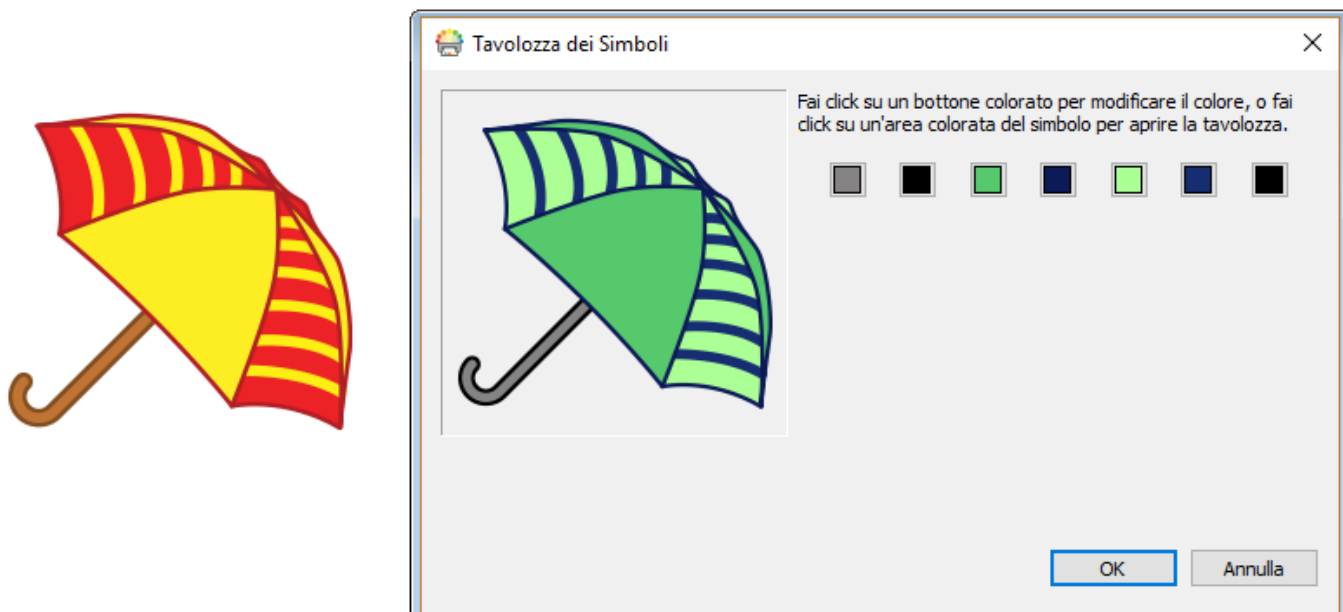 Tavolozza dei Simboli
Fai click su un bottone colorato per modificare il colore, o fai
click su un'area colorata del simbolo per aprire la tavolozza.
OK
Annulla